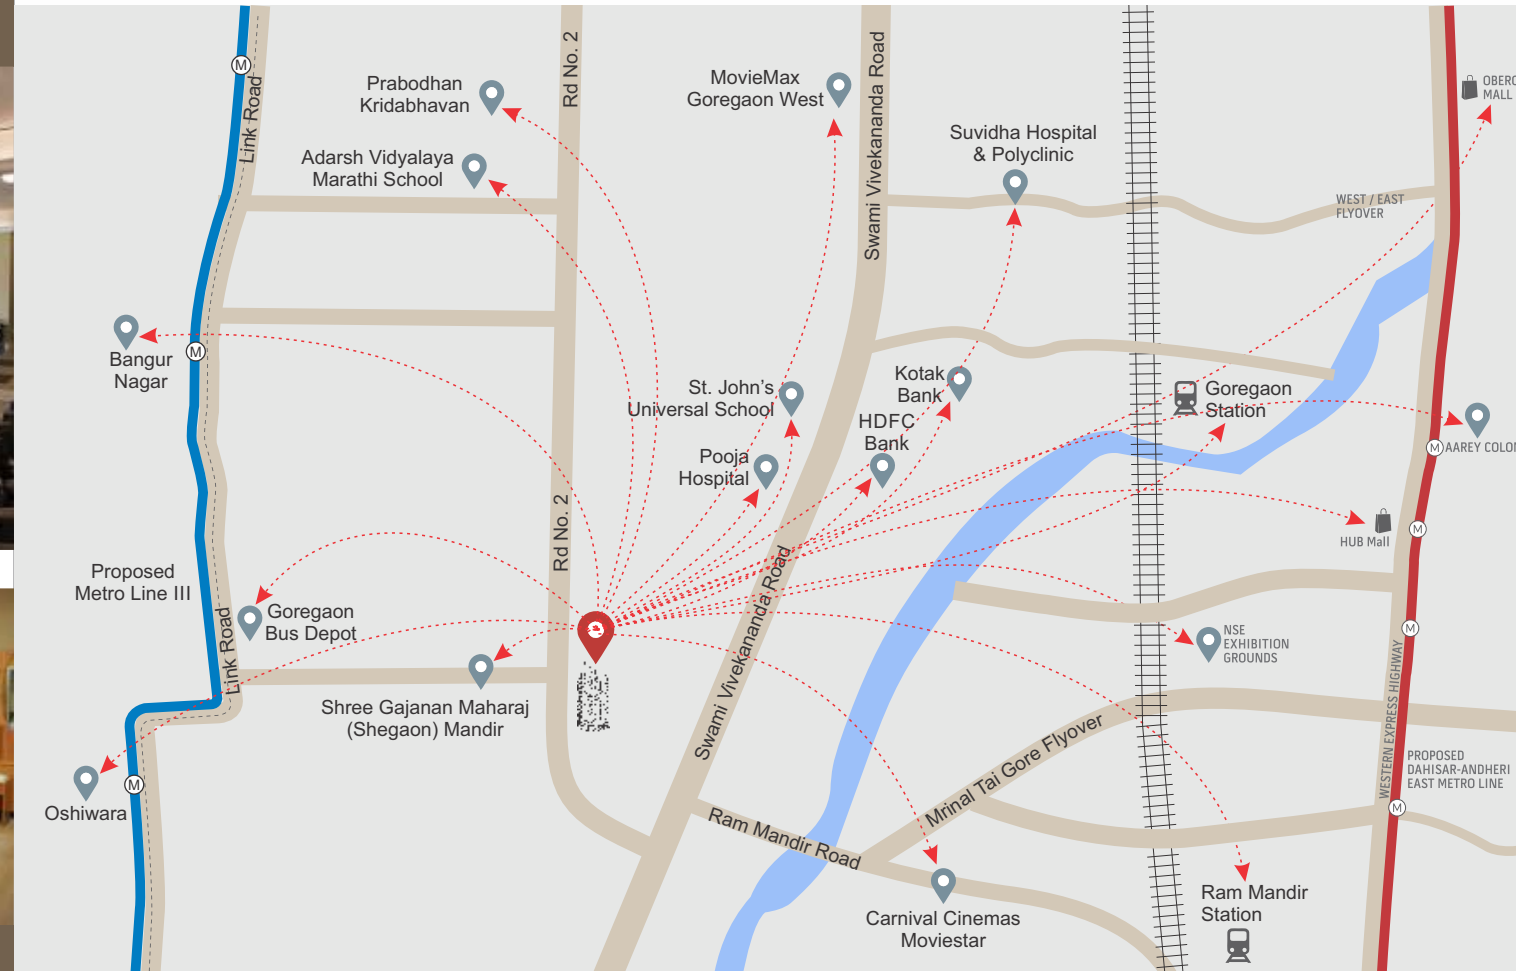 Prabodhan
Kridabhavan
Adarsh Vidyalaya
Marathi School
Rd No. 2
MovieMax
Goregaon West
Swami Vivekananda Road
Suvidha Hospital
& Polyclinic
MALL
WEST / EAST
FLYOVER
M
Link Road
Bangur
Nagar
M
St. John's
Universal School
Pooja
Hospital
Kotak
Bank
HDFC
Bank
Goregaon
Station
M
AAREY
M
HUB Mall
Rd No. 2
Proposed
Metro Line III
Goregaon
Bus Depot
Link Road
Shree Gajanan Maharaj
(Shegaon) Mandir
Swami Vivekananda Road
NSE
EXHIBITION
GROUNDS
M
WESTERN EXPRESS HIGHWAY
PROPOSED
DAHISAR-ANDHERI
EAST METRO LINE
M
Oshiwara
M
Mrinal Tai Gore Flyover
Ram Mandir Road
Carnival Cinemas
Moviestar
Ram Mandir
Station